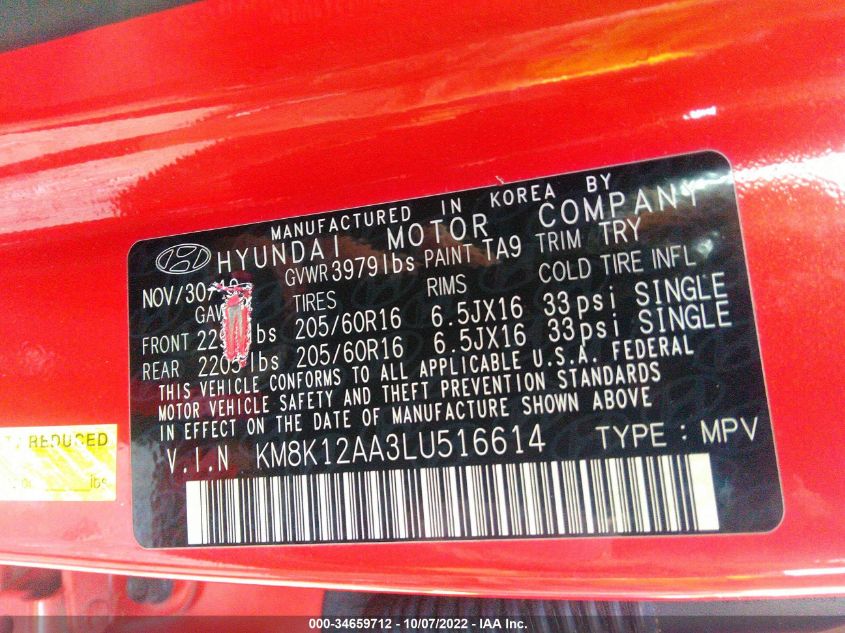 MANUFACTURED IN KOREA BY
HYUNDAI MOTOR COMPANY
GVWR 3979lbs PAINT TA9 TRIM TRY
TIRES RIMS COLD TIRE INFL
FRONT 205/60R16 6.5JX16 33psi SINGLE
REAR 205/60R16 6.5JX16 33psi SINGLE
THIS VEHICLE CONFORMS TO ALL APPLICABLE U.S.A. FEDERAL
MOTOR VEHICLE SAFETY AND THEFT PREVENTION STANDARDS
IN EFFECT ON THE DATE OF MANUFACTURE SHOWN ABOVE
V.I.N KM8K12AA3LU516614 TYPE : MPV
REDUCED
lbs
000-34659712 - 10/07/2022 - IAA Inc.